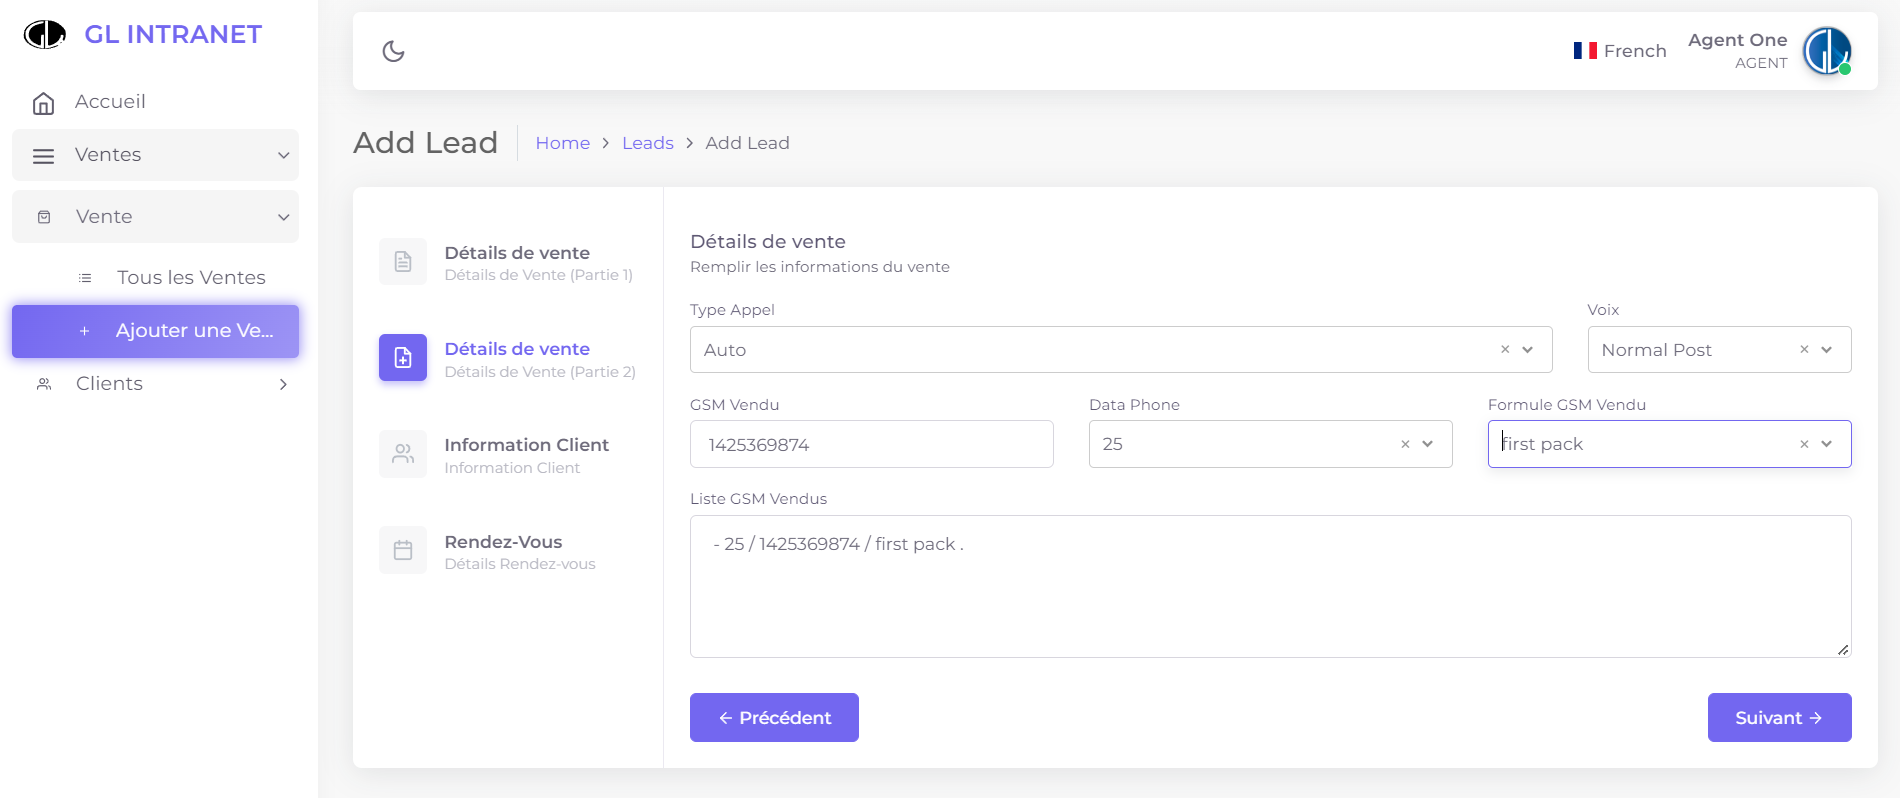 GL INTRANET
Accueil
Ventes
Vente
Tous les Ventes
Ajouter une Ve...
Clients
French
Agent One
AGENT
Add Lead
Home
Leads
Add Lead
Détails de vente
Détails de Vente (Partie 1)
Détails de vente
Détails de Vente (Partie 2)
Information Client
Information Client
Rendez-Vous
Détails Rendez-vous
Détails de vente
Remplir les informations du vente
Type Appel
Voix
Auto
Normal Post
GSM Vendu
Data Phone
Formule GSM Vendu
1425369874
25
first pack
Liste GSM Vendus
- 25 / 1425369874 / first pack .
← Précédent
Suivant →